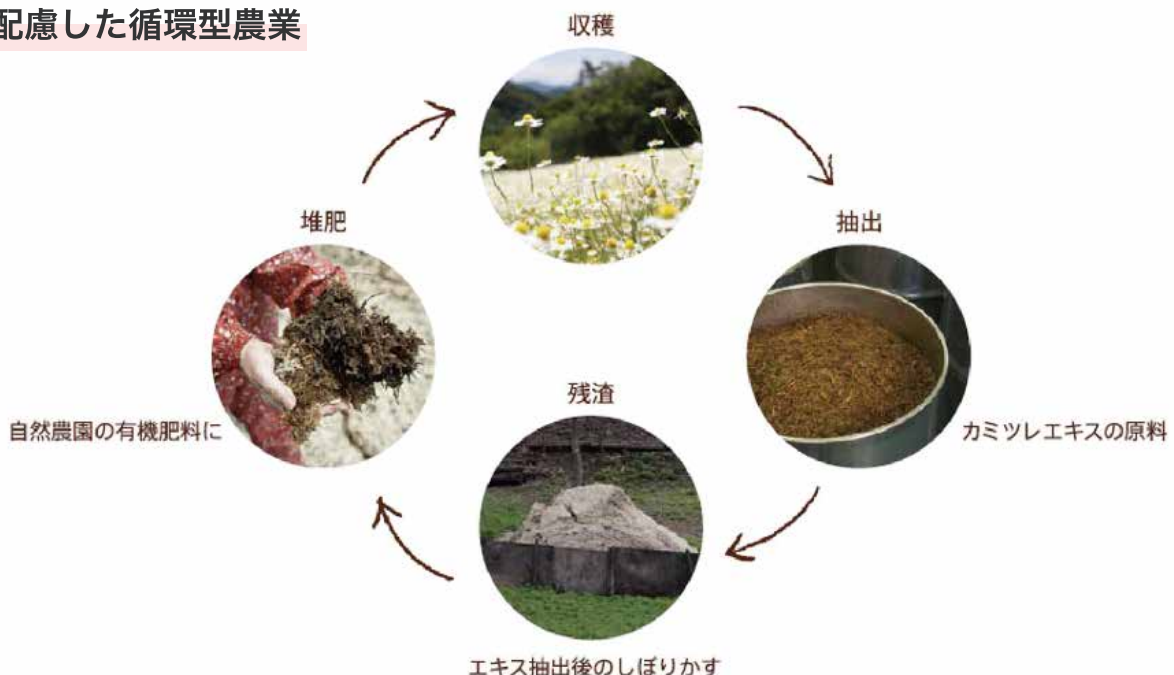 配慮した循環型農業
収穫
堆肥
抽出
残渣
自然農園の有機肥料に
カミツレエキスの原料
エキス抽出後のしぼりかす